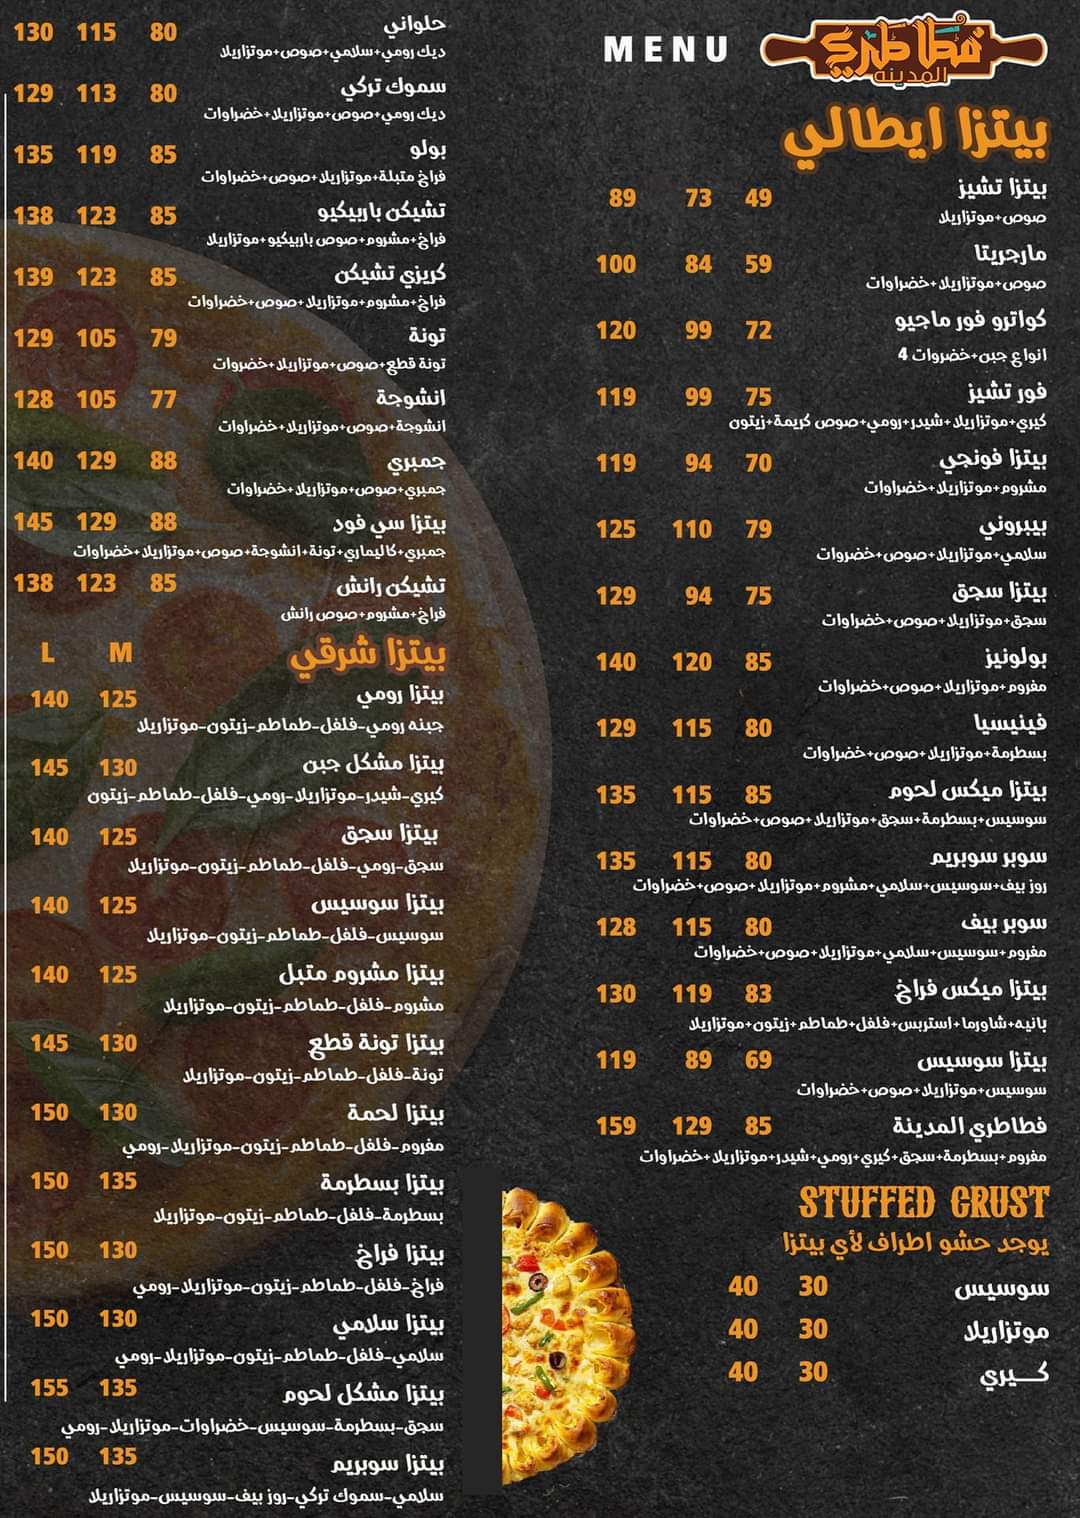 فطاطري
المدينه
MENU
بيتزا ايطالي
بيتزا تشيز 49 73 89
صوص+موتزاريلا
مارجريتا 59 84 100
صوص+موتزاريلا+خضراوات
كواترو فور ماجيو 72 99 120
انواع جبن+خضروات 4
فور تشيز 75 99 119
كيري+موتزاريلا+شيدر+رومي+صوص كريمة+زيتون
بيتزا فونجي 70 94 119
مشروم+موتزاريلا+خضراوات
بيبروني 79 110 125
سلامي+موتزاريلا+صوص+خضروات
بيتزا سجق 75 94 129
سجق+موتزاريلا+صوص+خضراوات
بولونيز 85 120 140
مفروم+موتزاريلا+صوص+خضراوات
فينيسيا 80 115 129
بسطرمة+موتزاريلا+صوص+خضراوات
بيتزا ميكس لحوم 85 115 135
سوسيس+بسطرمة+سجق+موتزاريلا+صوص+خضراوات
سوبر سوبريم 80 115 135
روز بيف+سوسيس+سلامي+مشروم+موتزاريلا+صوص+خضراوات
سوبر بيف 80 115 128
مفروم+سوسيس+سلامي+موتزاريلا+صوص+خضراوات
بيتزا ميكس فراخ 83 119 130
بانيه+شاورما+استربس+فلفل+طماطم+زيتون+موتزاريلا
بيتزا سوسيس 69 89 119
سوسيس+موتزاريلا+صوص+خضراوات
فطاطري المدينة 85 129 159
مفروم+بسطرمة+سجق+كيري+رومي+شيدر+موتزاريلا+خضراوات
STUFFED CRUST
يوجد حشو اطراف لأي بيتزا
سوسيس 30 40
موتزاريلا 30 40
كـــيري 30 40
حلواني 80 115 130
ديك رومي+سلامي+صوص+موتزاريلا
سموك تركي 80 113 129
ديك رومي+صوص+موتزاريلا+خضراوات
بولو 85 119 135
فراخ متبلة+موتزاريلا+صوص+خضراوات
تشيكن باربيكيو 85 123 138
فراخ+مشروم+صوص باربيكيو+موتزاريلا
كريزي تشيكن 85 123 139
فراخ+مشروم+موتزاريلا+صوص+خضراوات
تونة 79 105 129
تونة قطع+صوص+موتزاريلا+خضروات
انشوجة 77 105 128
انشوجة+صوص+موتزاريلا+خضراوات
جمبري 88 129 140
جمبري+صوص+موتزاريلا+خضراوات
بيتزا سي فود 88 129 145
جمبري+كاليماري+تونة+انشوجة+صوص+موتزاريلا+خضراوات
تشيكن رانش 85 123 138
فراخ+مشروم+صوص رانش
بيتزا شرقي M L
بيتزا رومي 125 140
جبنه رومي-فلفل-طماطم-زيتون-موتزاريلا
بيتزا مشكل جبن 130 145
كيري-شيدر-موتزاريلا-رومي-فلفل-طماطم-زيتون
بيتزا سجق 125 140
سجق-رومي-فلفل-طماطم-زيتون-موتزاريلا
بيتزا سوسيس 125 140
سوسيس-فلفل-طماطم-زيتون-موتزاريلا
بيتزا مشروم متبل 125 140
مشروم-فلفل-طماطم-زيتون-موتزاريلا
بيتزا تونة قطع 130 145
تونة-فلفل-طماطم-زيتون-موتزاريلا
بيتزا لحمة 130 150
مفروم-فلفل-طماطم-زيتون-موتزاريلا-رومي
بيتزا بسطرمة 135 150
بسطرمة-فلفل-طماطم-زيتون-موتزاريلا
بيتزا فراخ 130 150
فراخ-فلفل-طماطم-زيتون-موتزاريلا-رومي
بيتزا سلامي 130 150
سلامي-فلفل-طماطم-زيتون-موتزاريلا-رومي
بيتزا مشكل لحوم 135 155
سجق-بسطرمة-سوسيس-خضراوات-موتزاريلا-رومي
بيتزا سوبريم 135 150
سلامي-سموك تركي-روز بيف-سوسيس-موتزاريلا